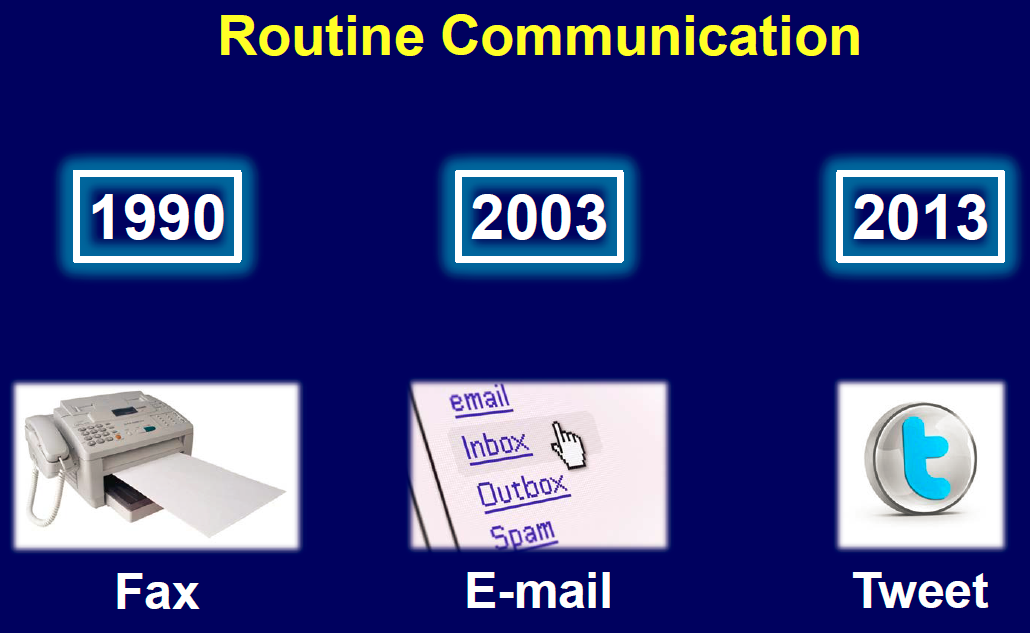 Routine Communication
1990
2003
2013
email
Inbox
Outbox
Spam
t
Fax
E-mail
Tweet